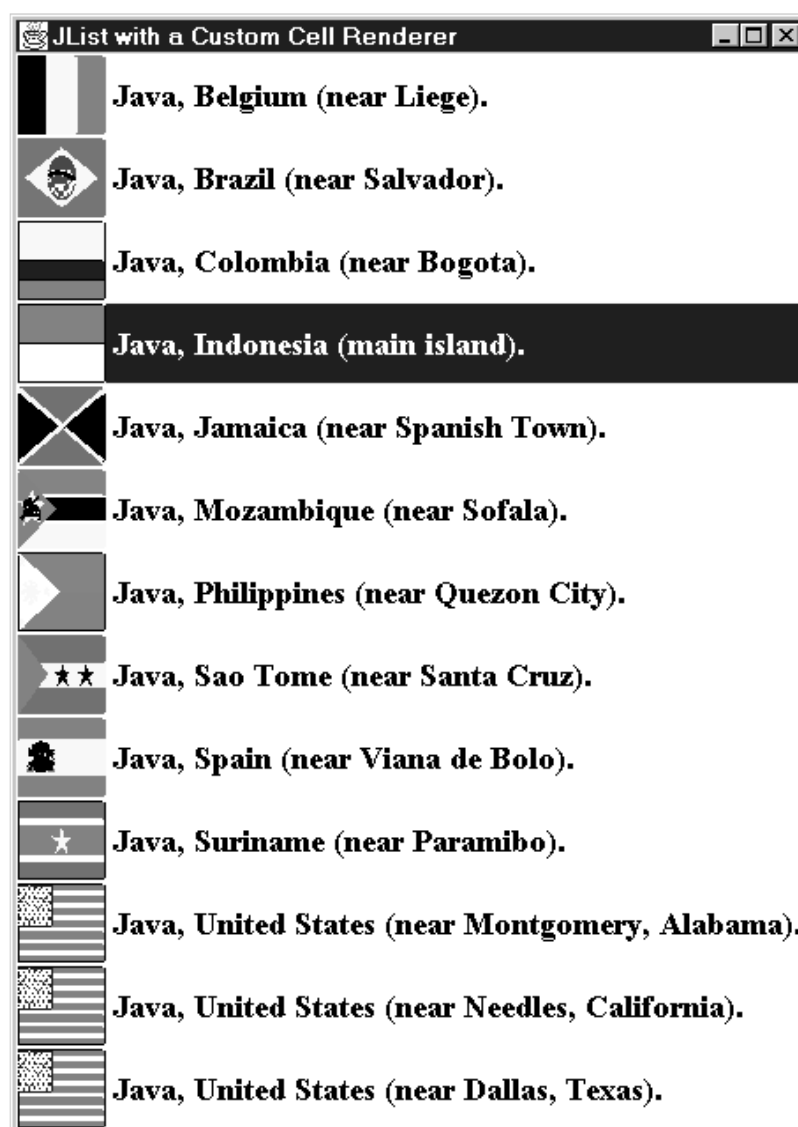 JList with a Custom Cell Renderer
Java, Belgium (near Liege).
Java, Brazil (near Salvador).
Java, Colombia (near Bogota).
Java, Indonesia (main island).
Java, Jamaica (near Spanish Town).
Java, Mozambique (near Sofala).
Java, Philippines (near Quezon City).
Java, Sao Tome (near Santa Cruz).
Java, Spain (near Viana de Bolo).
Java, Suriname (near Paramibo).
Java, United States (near Montgomery, Alabama).
Java, United States (near Needles, California).
Java, United States (near Dallas, Texas).